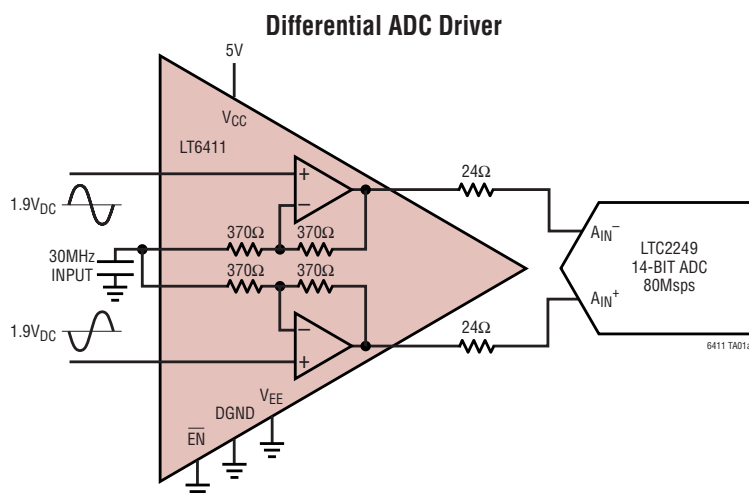 Differential ADC Driver
5V
VCC
LT6411
24Ω
1.9VDC
370Ω 370Ω
AIN−
30MHz
INPUT
370Ω 370Ω
LTC2249
14-BIT ADC
80Msps
AIN+
1.9VDC
24Ω
6411 TA01a
VEE
DGND
EN
+
−
−
+